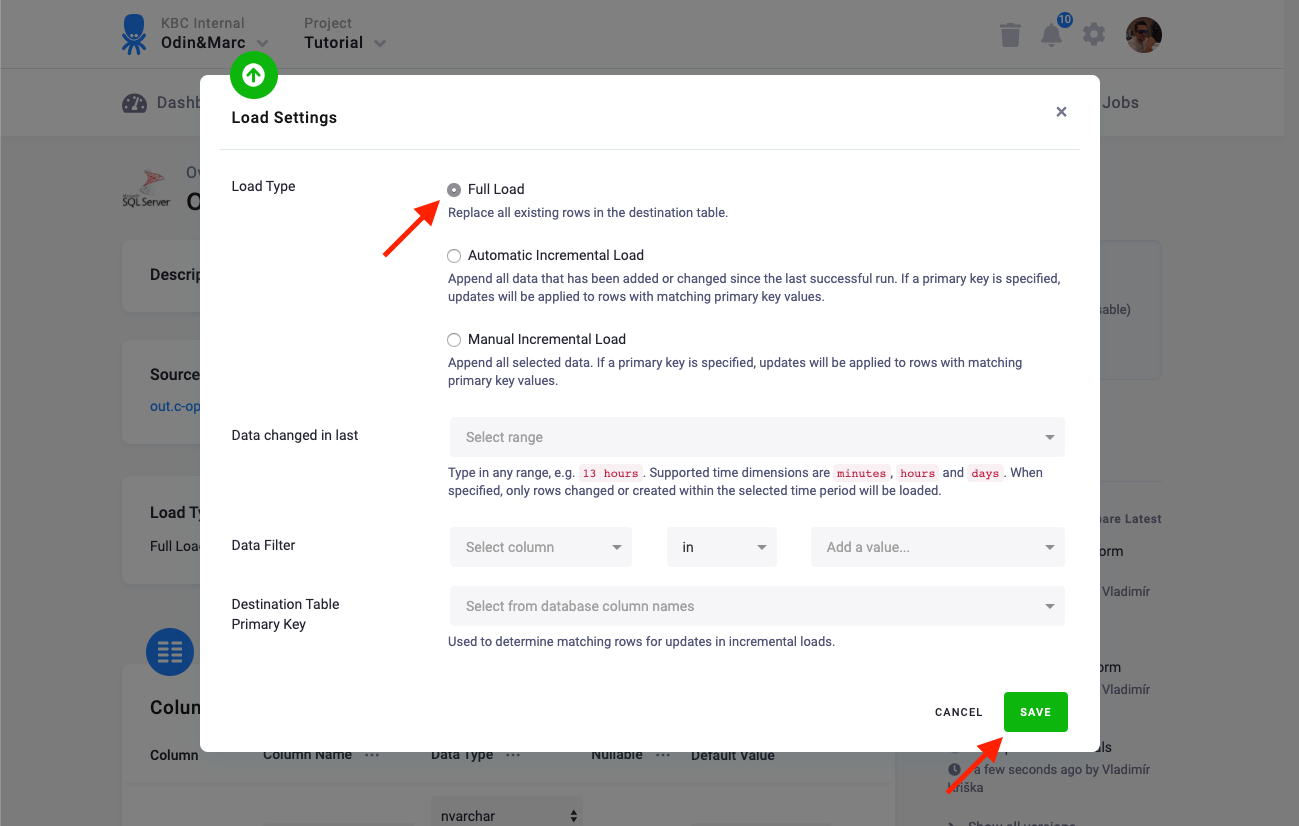 KBC Internal
Odin&Marc
Project
Tutorial
10
Dashb
Jobs
Load Settings
×
Microsoft
SQL Server
Ov
O
Load Type
Full Load
Replace all existing rows in the destination table.
Automatic Incremental Load
Append all data that has been added or changed since the last successful run. If a primary key is specified,
updates will be applied to rows with matching primary key values.
Manual Incremental Load
Append all selected data. If a primary key is specified, updates will be applied to rows with matching
primary key values.
Descrip
sable)
Source
out.c-op
Data changed in last
Select range
Type in any range, e.g. 13 hours. Supported time dimensions are minutes, hours and days. When
specified, only rows changed or created within the selected time period will be loaded.
Load Ty
Full Loa
Data Filter
Select column
in
Add a value...
Destination Table
Primary Key
Select from database column names
Used to determine matching rows for updates in incremental loads.
pare Latest
orm
Vladimír
orm
Vladimír
CANCEL
SAVE
Colum
Column
Column Name ...
Data Type ...
Nullable ...
Default Value
als
a few seconds ago by Vladimír
Kriška
nvarchar
Show all versions